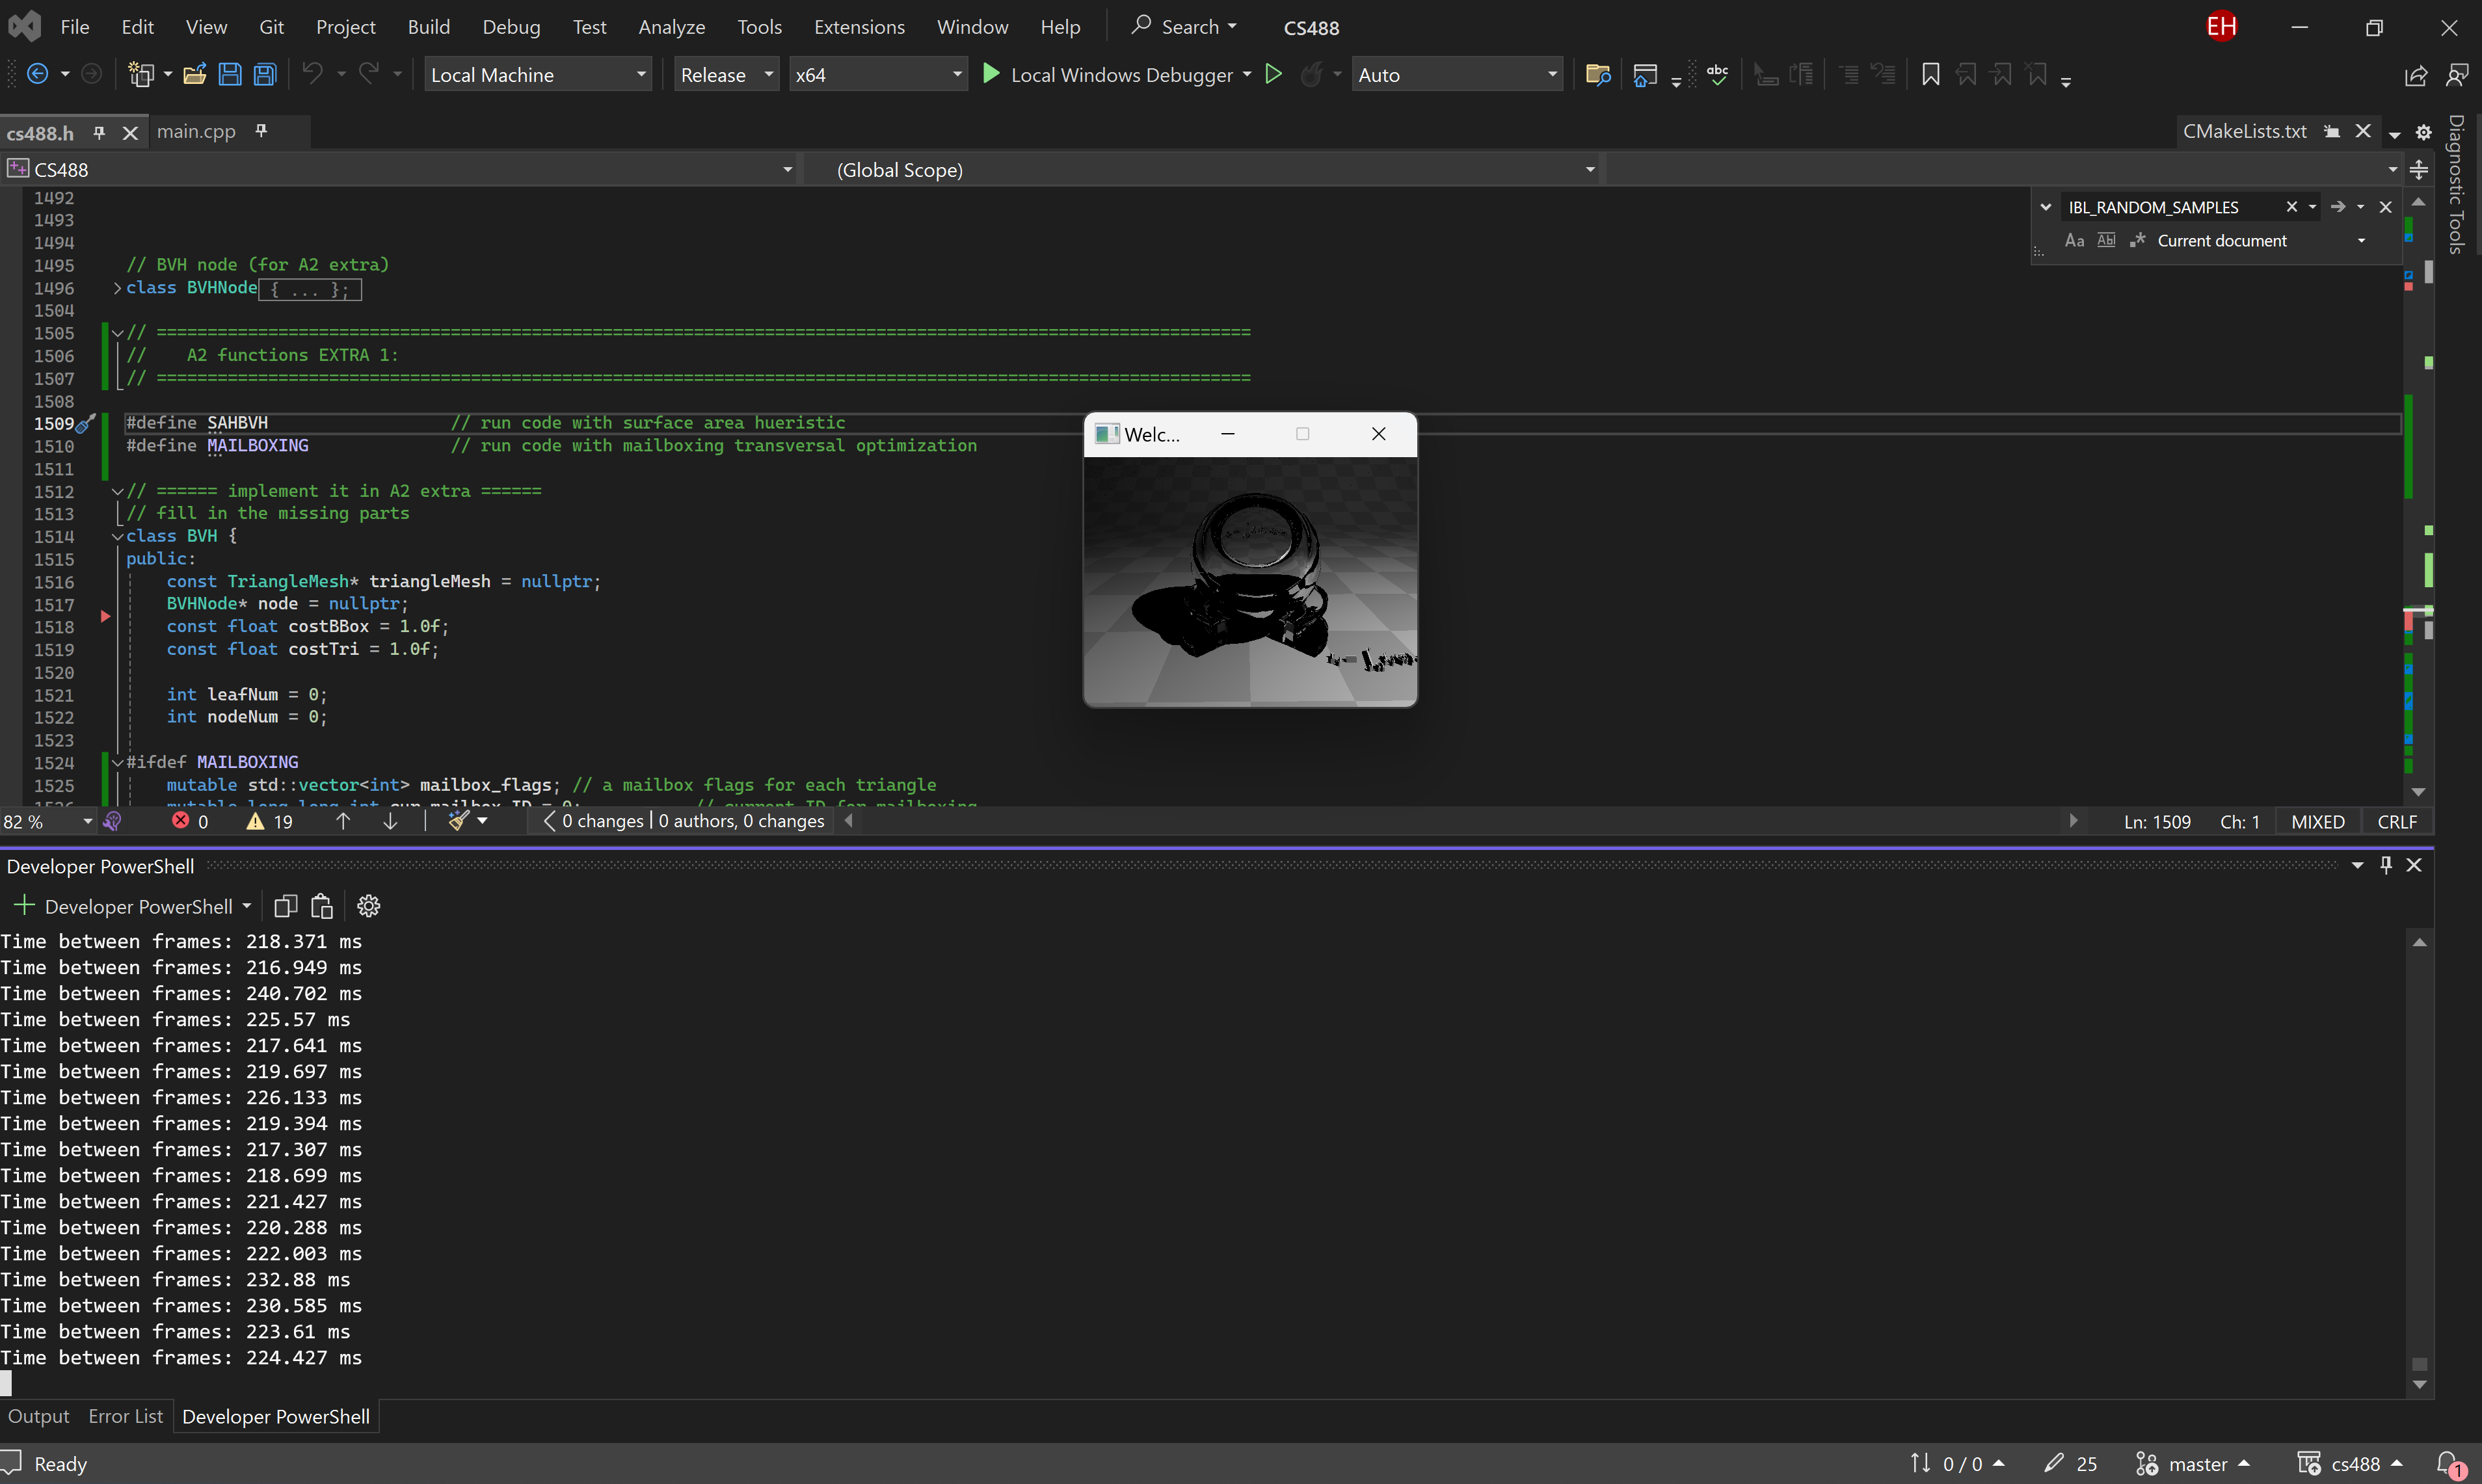 File Edit View Git Project Build Debug Test Analyze Tools Extensions Window Help Search CS488 EH
Local Machine Release x64 Local Windows Debugger Auto abc
cs488.h main.cpp CMakeLists.txt
CS488 (Global Scope)
Diagnostic Tools
IBL_RANDOM_SAMPLES
Aa Abl Current document
1492
1493
1494
1495 // BVH node (for A2 extra)
1496 class BVHNode { ... };
1504
1505 // ============================================================================================================
1506 // A2 functions EXTRA 1:
1507 // ============================================================================================================
1508
1509 #define SAHBVH // run code with surface area hueristic
1510 #define MAILBOXING // run code with mailboxing transversal optimization
1511
1512 // ====== implement it in A2 extra ======
1513 // fill in the missing parts
1514 class BVH {
1515 public:
1516 const TriangleMesh* triangleMesh = nullptr;
1517 BVHNode* node = nullptr;
1518 const float costBBox = 1.0f;
1519 const float costTri = 1.0f;
1520
1521 int leafNum = 0;
1522 int nodeNum = 0;
1523
1524 #ifdef MAILBOXING
1525 mutable std::vector<int> mailbox_flags; // a mailbox flags for each triangle
1526 mutable long long int cur_mailbox_ID = 0; // current ID for mailboxing
Welc...
82 % 0 19 0 changes | 0 authors, 0 changes Ln: 1509 Ch: 1 MIXED CRLF
Developer PowerShell
Developer PowerShell
Time between frames: 218.371 ms
Time between frames: 216.949 ms
Time between frames: 240.702 ms
Time between frames: 225.57 ms
Time between frames: 217.641 ms
Time between frames: 219.697 ms
Time between frames: 226.133 ms
Time between frames: 219.394 ms
Time between frames: 217.307 ms
Time between frames: 218.699 ms
Time between frames: 221.427 ms
Time between frames: 220.288 ms
Time between frames: 222.003 ms
Time between frames: 232.88 ms
Time between frames: 230.585 ms
Time between frames: 223.61 ms
Time between frames: 224.427 ms
Output Error List Developer PowerShell
Ready 0 / 0 25 master cs488 1